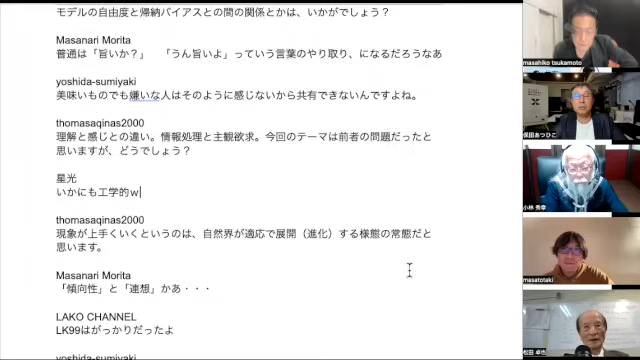 モデルの自由度と帰納バイアスとの間の関係とかは、いかがでしょう？
Masanari Morita
普通は「旨いか？」　「うん旨いよ」っていう言葉のやり取り、になるだろうなあ
yoshida-sumiyaki
美味いものでも嫌いな人はそのように感じないから共有できないんですよね。
thomasaqinas2000
理解と感じとの違い。情報処理と主観欲求。今回のテーマは前者の問題だったと
思いますが、どうでしょう？
星光
いかにも工学的ｗ
thomasaqinas2000
現象が上手くいくというのは、自然界が適応で展開（進化）する様態の常態だと
思います。
Masanari Morita
「傾向性」と「連想」かあ・・・
LAKO CHANNEL
LK99はがっかりだったよ
yoshida-sumiyaki
masahiko tsukamoto
保田あつひこ
小林 秀章
masatotaki
松田 卓也